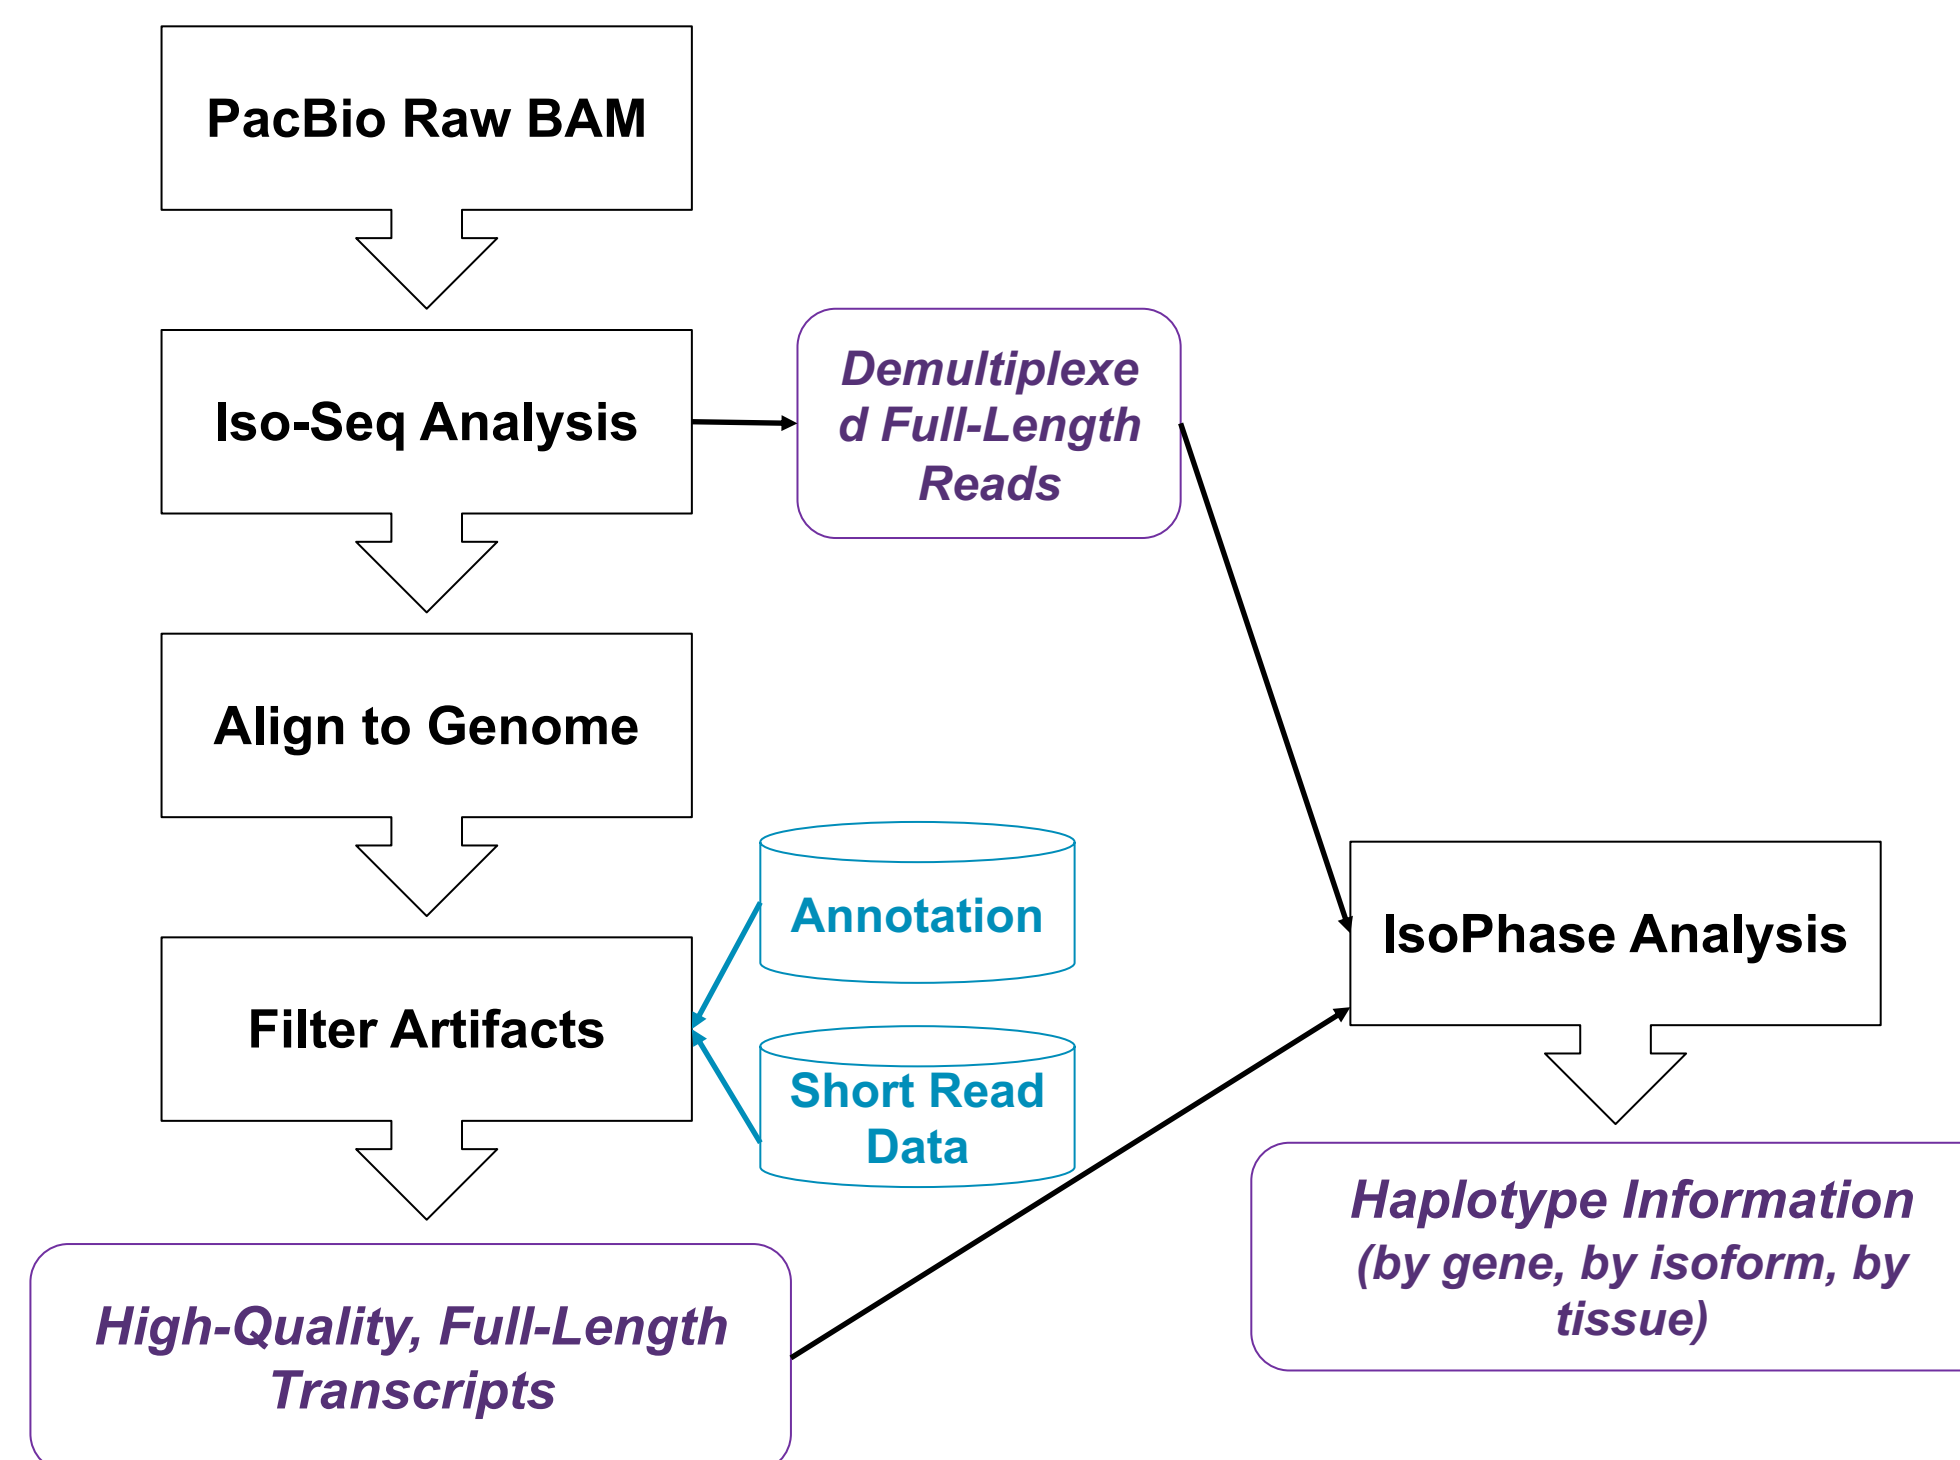 PacBio Raw BAM
Iso-Seq Analysis
Demultiplexe
d Full-Length
Reads
Align to Genome
Annotation
Filter Artifacts
Short Read
Data
IsoPhase Analysis
High-Quality, Full-Length
Transcripts
Haplotype Information
(by gene, by isoform, by
tissue)